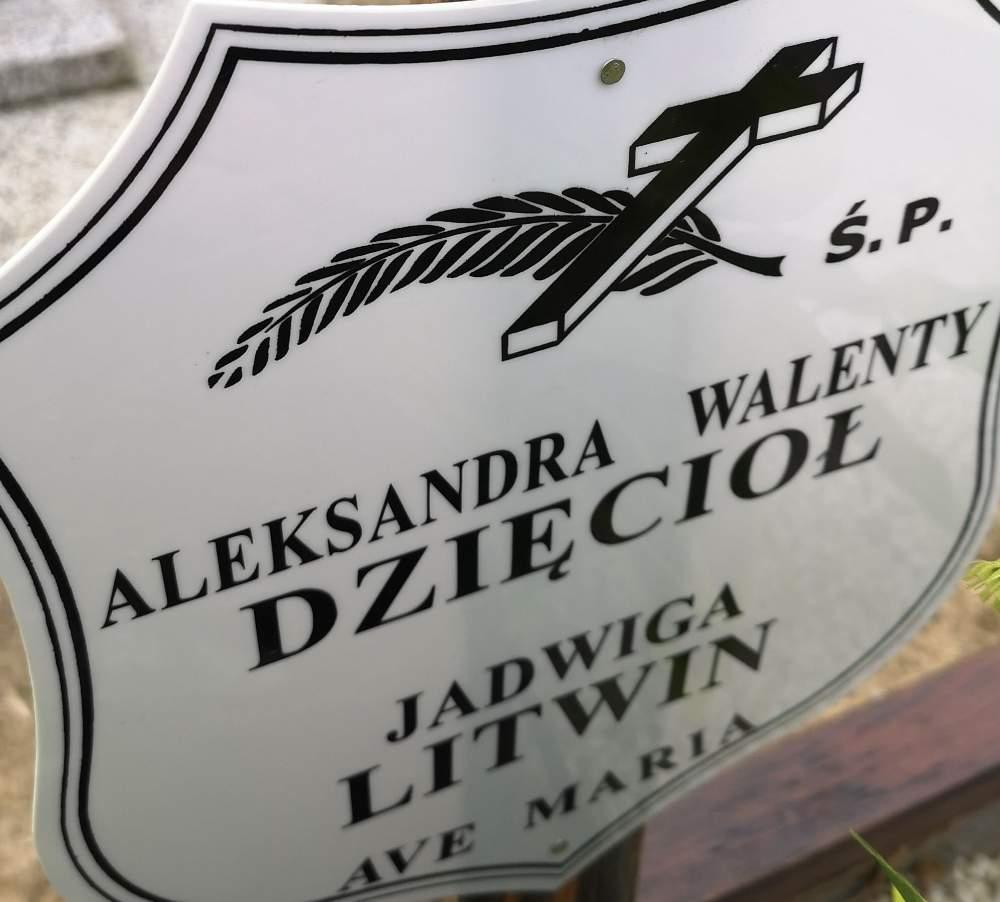 Ś. P.
ALEKSANDRA WALENTY
DZIĘCIOŁ
JADWIGA
LITWIN
AVE MARIA